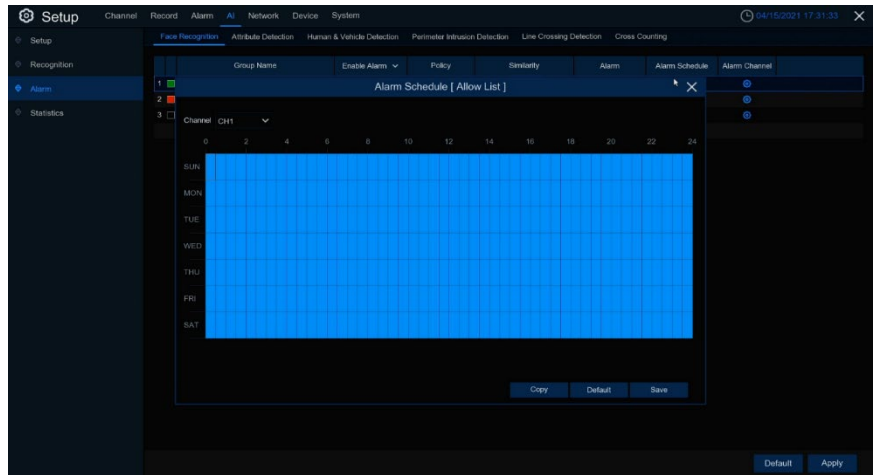 Setup Channel Record Alarm AI Network Device System 04/15/2021 17:31:33
Setup
Recognition
Alarm
Statistics
Face Recognition Attribute Detection Human & Vehicle Detection Perimeter Intrusion Detection Line Crossing Detection Cross Counting
Group Name Enable Alarm Policy Similarity Alarm Alarm Schedule Alarm Channel
1
2
3
Alarm Schedule [ Allow List ]
Channel CH1
0 2 4 6 8 10 12 14 16 18 20 22 24
SUN
MON
TUE
WED
THU
FRI
SAT
Copy Default Save
Default Apply